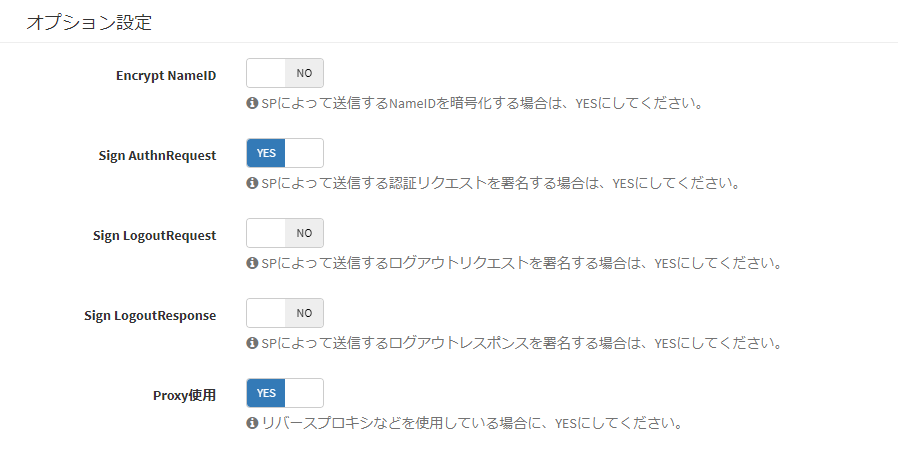 オプション設定
Encrypt NameID
NO
SPによって送信するNameIDを暗号化する場合は、YESにしてください。
Sign AuthnRequest
YES
SPによって送信する認証リクエストを署名する場合は、YESにしてください。
Sign LogoutRequest
NO
SPによって送信するログアウトリクエストを署名する場合は、YESにしてください。
Sign LogoutResponse
NO
SPによって送信するログアウトレスポンスを署名する場合は、YESにしてください。
Proxy使用
YES
リバースプロキシなどを使用している場合に、YESにしてください。